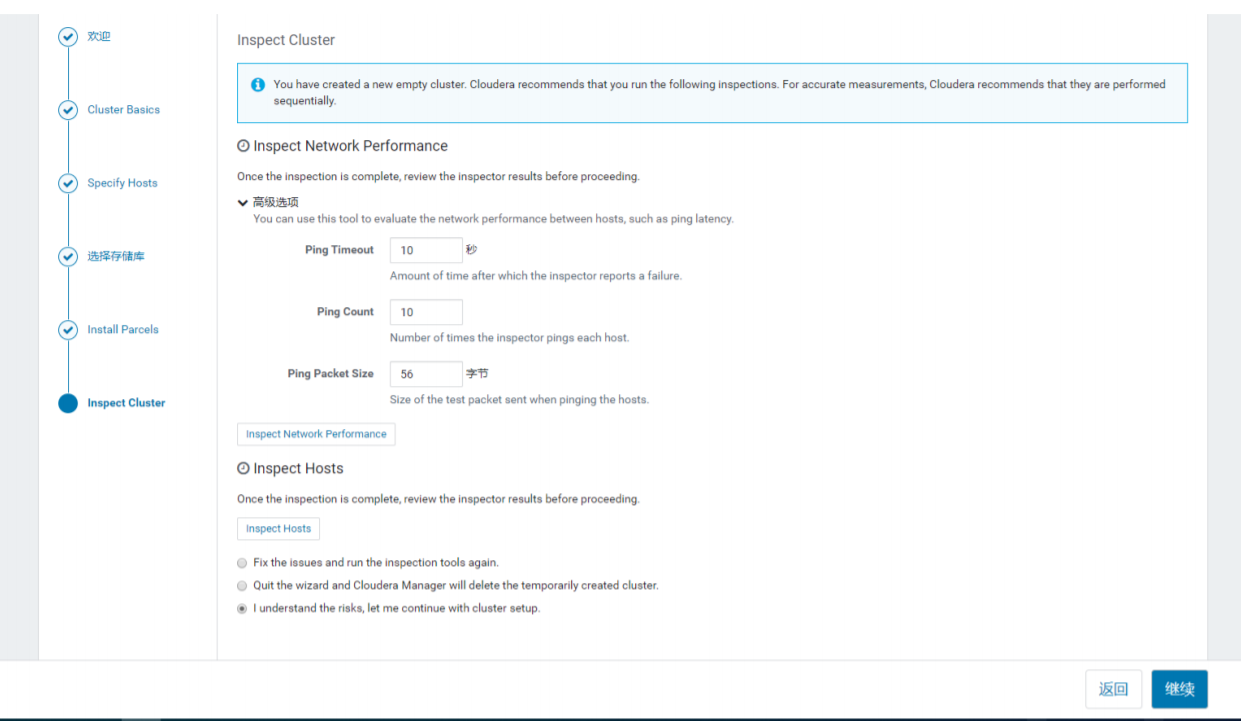 欢迎
Cluster Basics
Specify Hosts
选择存储库
Install Parcels
Inspect Cluster
Inspect Cluster
You have created a new empty cluster. Cloudera recommends that you run the following inspections. For accurate measurements, Cloudera recommends that they are performed
sequentially.
Inspect Network Performance
Once the inspection is complete, review the inspector results before proceeding.
高级选项
You can use this tool to evaluate the network performance between hosts, such as ping latency.
Ping Timeout 10 秒
Amount of time after which the inspector reports a failure.
Ping Count 10
Number of times the inspector pings each host.
Ping Packet Size 56 字节
Size of the test packet sent when pinging the hosts.
Inspect Network Performance
Inspect Hosts
Once the inspection is complete, review the inspector results before proceeding.
Inspect Hosts
Fix the issues and run the inspection tools again.
Quit the wizard and Cloudera Manager will delete the temporarily created cluster.
I understand the risks, let me continue with cluster setup.
返回 继续